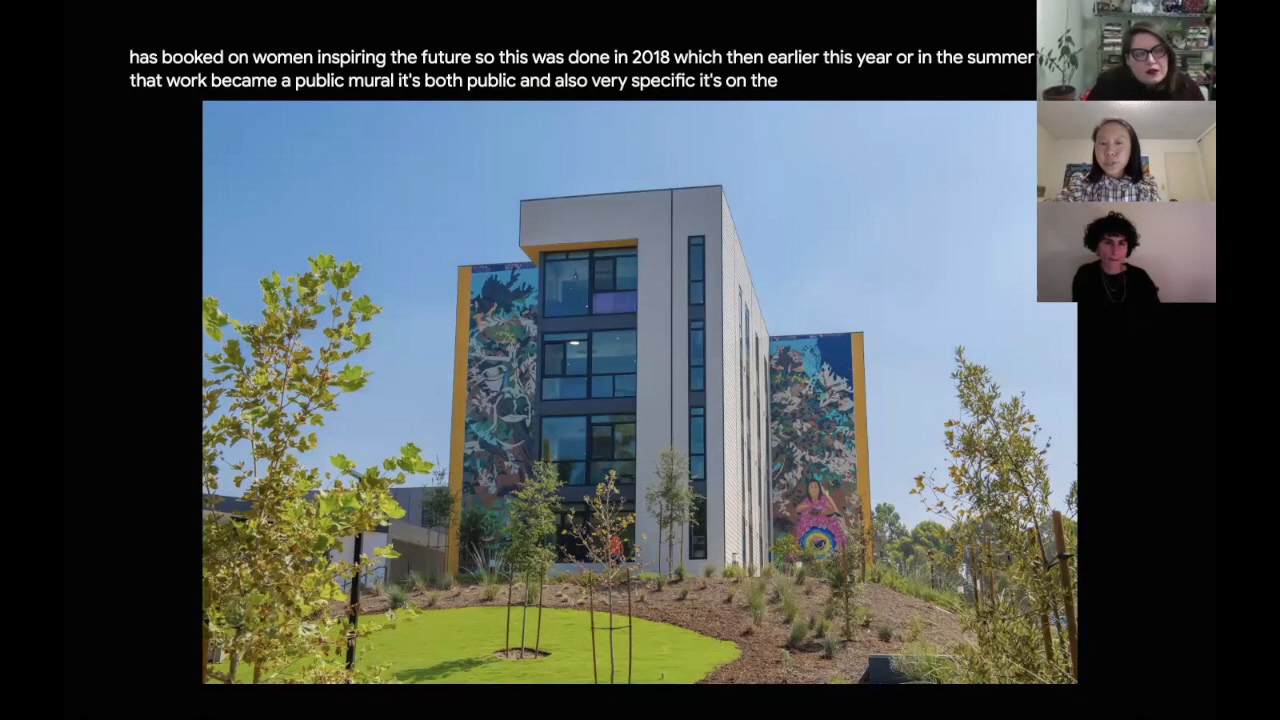 has booked on women inspiring the future so this was done in 2018 which then earlier this year or in the summer
that work became a public mural it's both public and also very specific it's on the